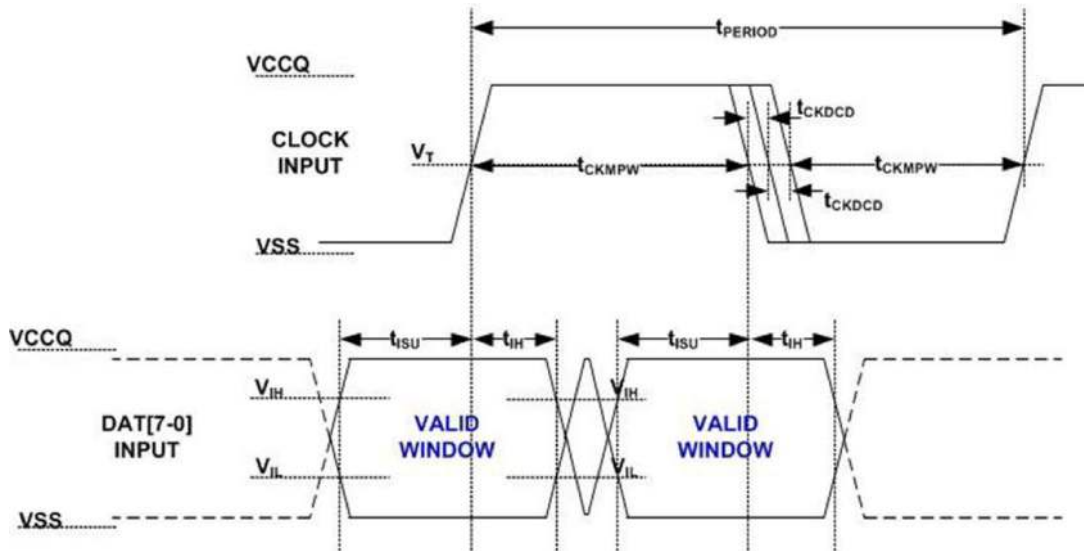 tPERIOD
VCCQ
tCKDCD
CLOCK
INPUT
VT
tCKMPW
tCKMPW
tCKDCD
VSS
VCCQ
tISU
tIH
tISU
tIH
VIH
VIH
DAT[7-0]
INPUT
VALID
WINDOW
VALID
WINDOW
VIL
VIL
VSS